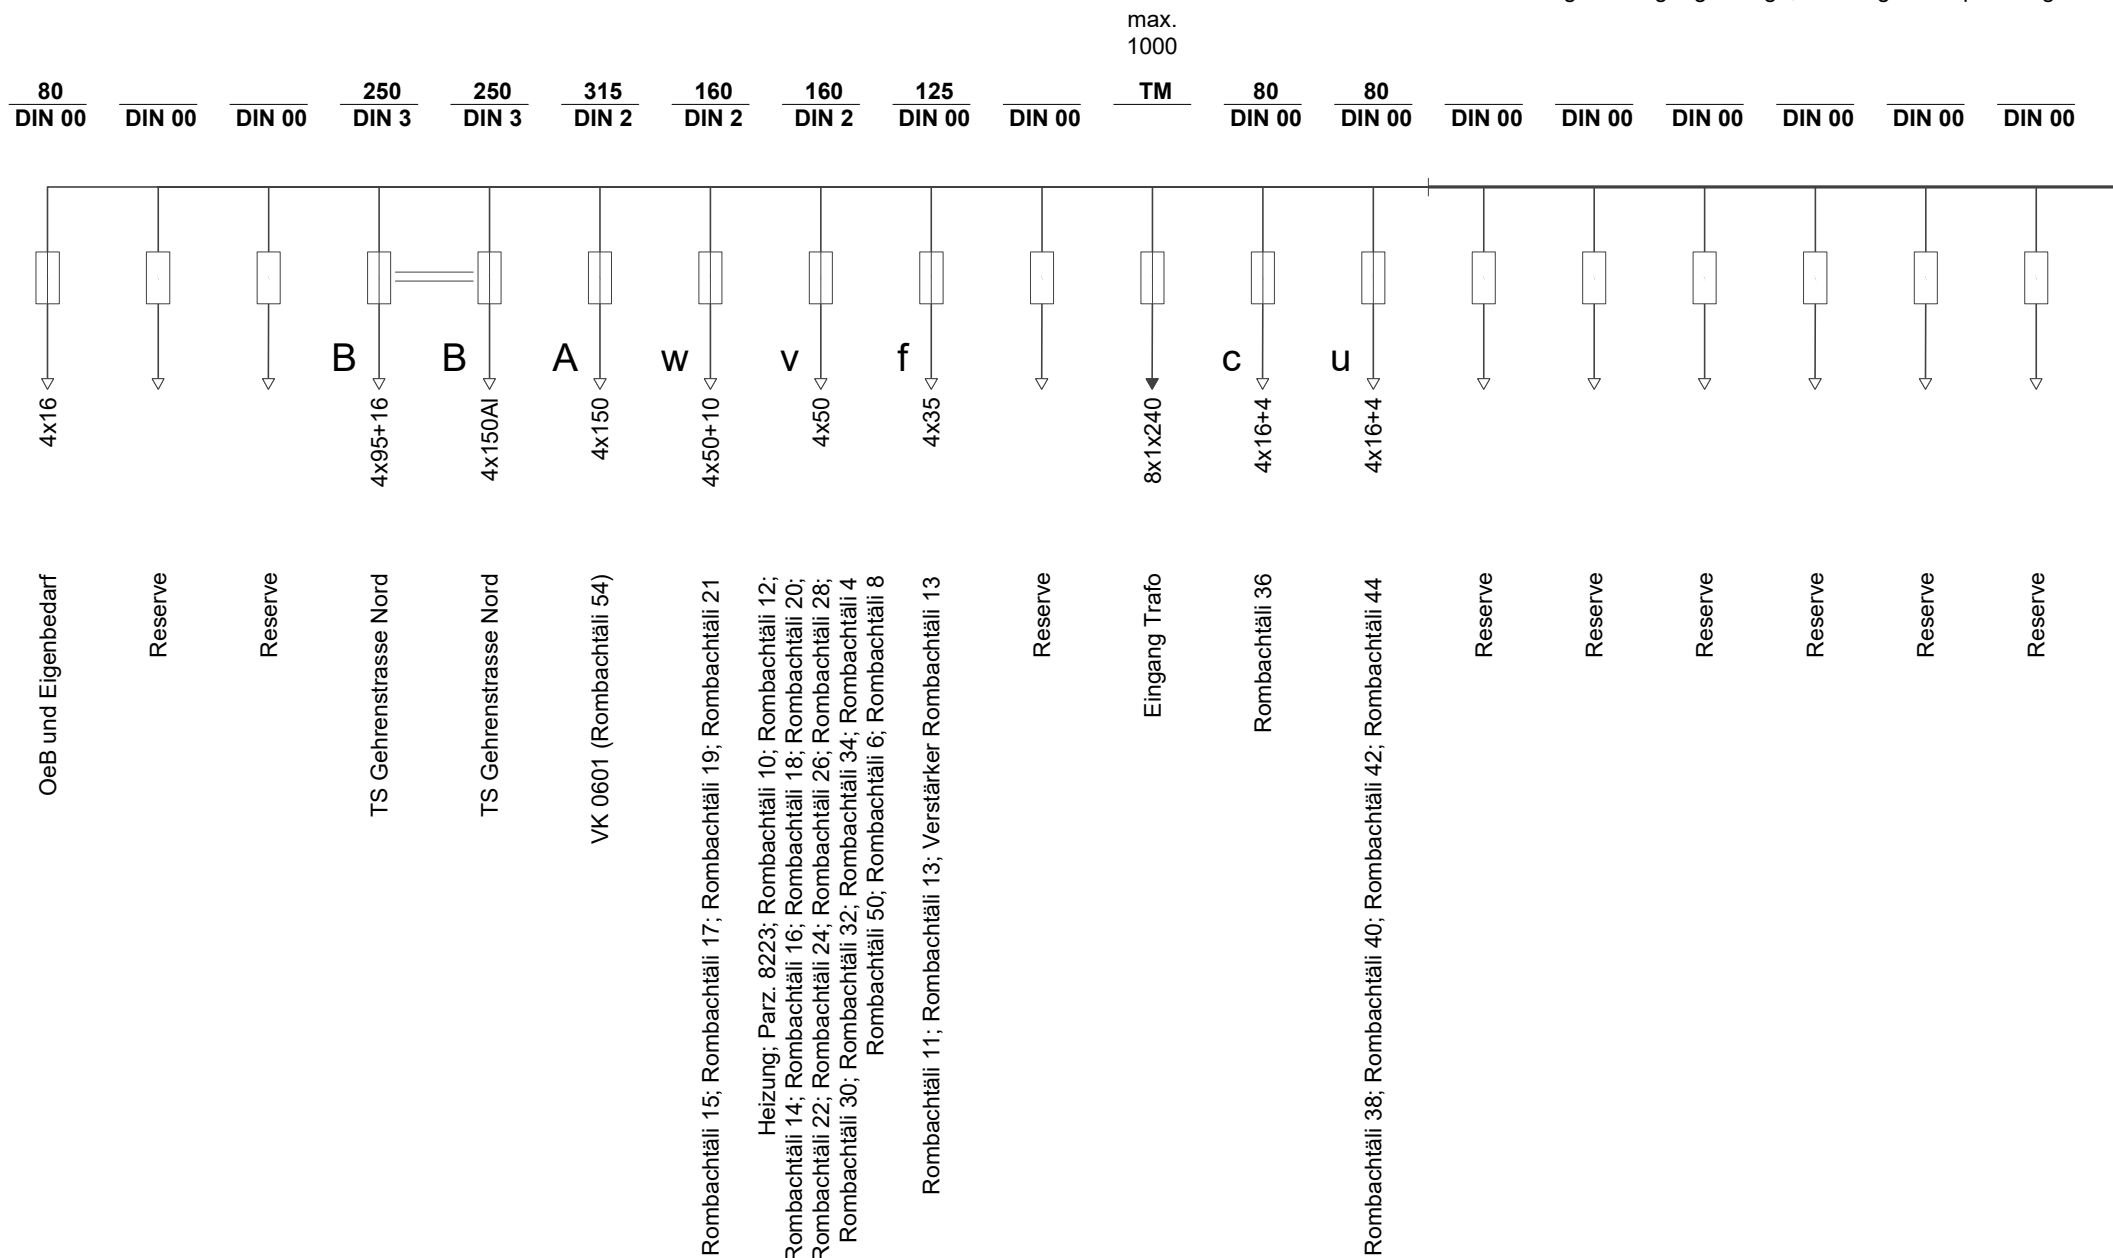 max.
1000
80 DIN 00
DIN 00
DIN 00
250 DIN 3
250 DIN 3
315 DIN 2
160 DIN 2
160 DIN 2
125 DIN 00
DIN 00
TM
80 DIN 00
80 DIN 00
DIN 00
DIN 00
DIN 00
DIN 00
DIN 00
DIN 00
B
B
A
w
v
f
c
u
4x16
4x95+16
4x150Al
4x150
4x50+10
4x50
4x35
8x1x240
4x16+4
4x16+4
OeB und Eigenbedarf
Reserve
Reserve
TS Gehrenstrasse Nord
TS Gehrenstrasse Nord
VK 0601 (Rombachtäli 54)
Rombachtäli 15; Rombachtäli 17; Rombachtäli 19; Rombachtäli 21
Heizung; Parz. 8223; Rombachtäli 10; Rombachtäli 12;
Rombachtäli 14; Rombachtäli 16; Rombachtäli 18; Rombachtäli 20;
Rombachtäli 22; Rombachtäli 24; Rombachtäli 26; Rombachtäli 28;
Rombachtäli 30; Rombachtäli 32; Rombachtäli 34; Rombachtäli 4
Rombachtäli 50; Rombachtäli 6; Rombachtäli 8
Rombachtäli 11; Rombachtäli 13; Verstärker Rombachtäli 13
Reserve
Eingang Trafo
Rombachtäli 36
Rombachtäli 38; Rombachtäli 40; Rombachtäli 42; Rombachtäli 44
Reserve
Reserve
Reserve
Reserve
Reserve
Reserve